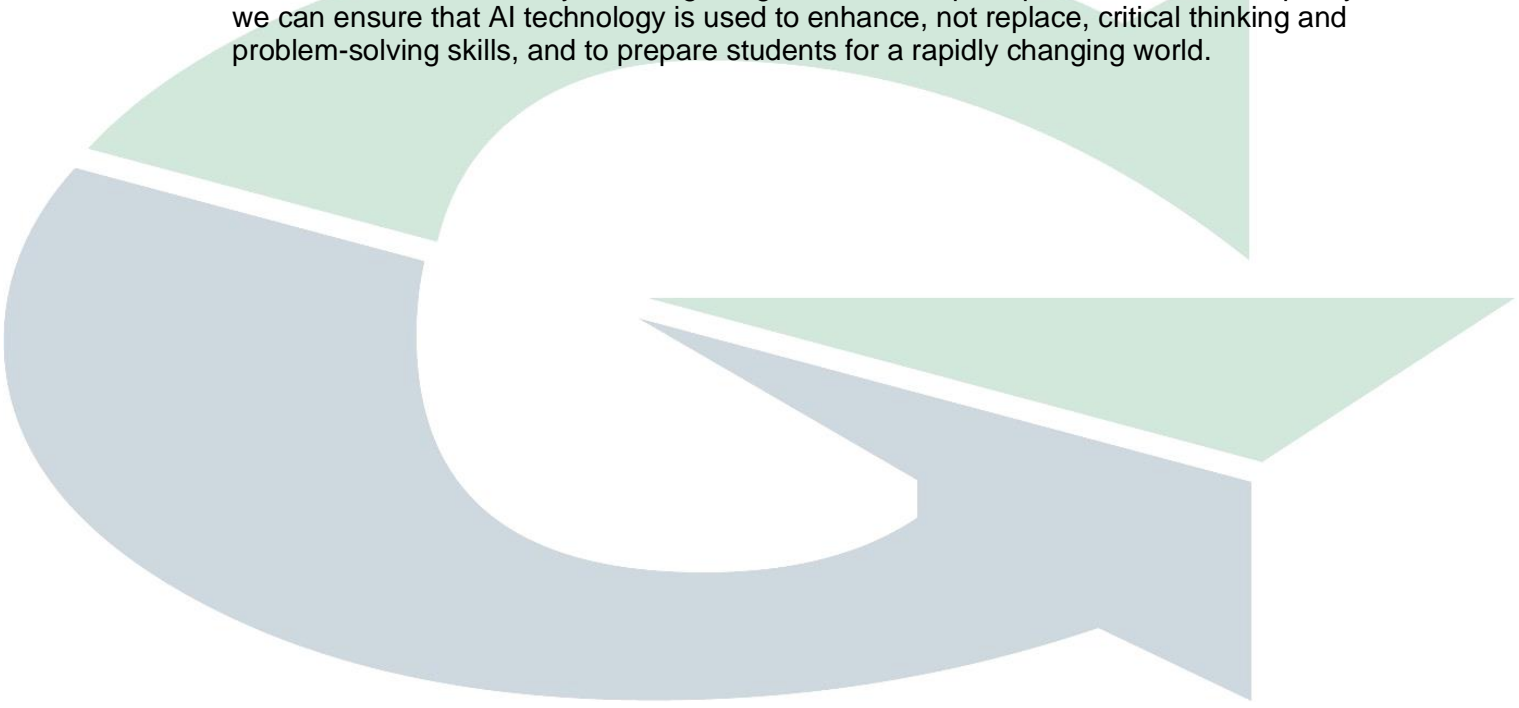 we can ensure that AI technology is used to enhance, not replace, critical thinking and
problem-solving skills, and to prepare students for a rapidly changing world.